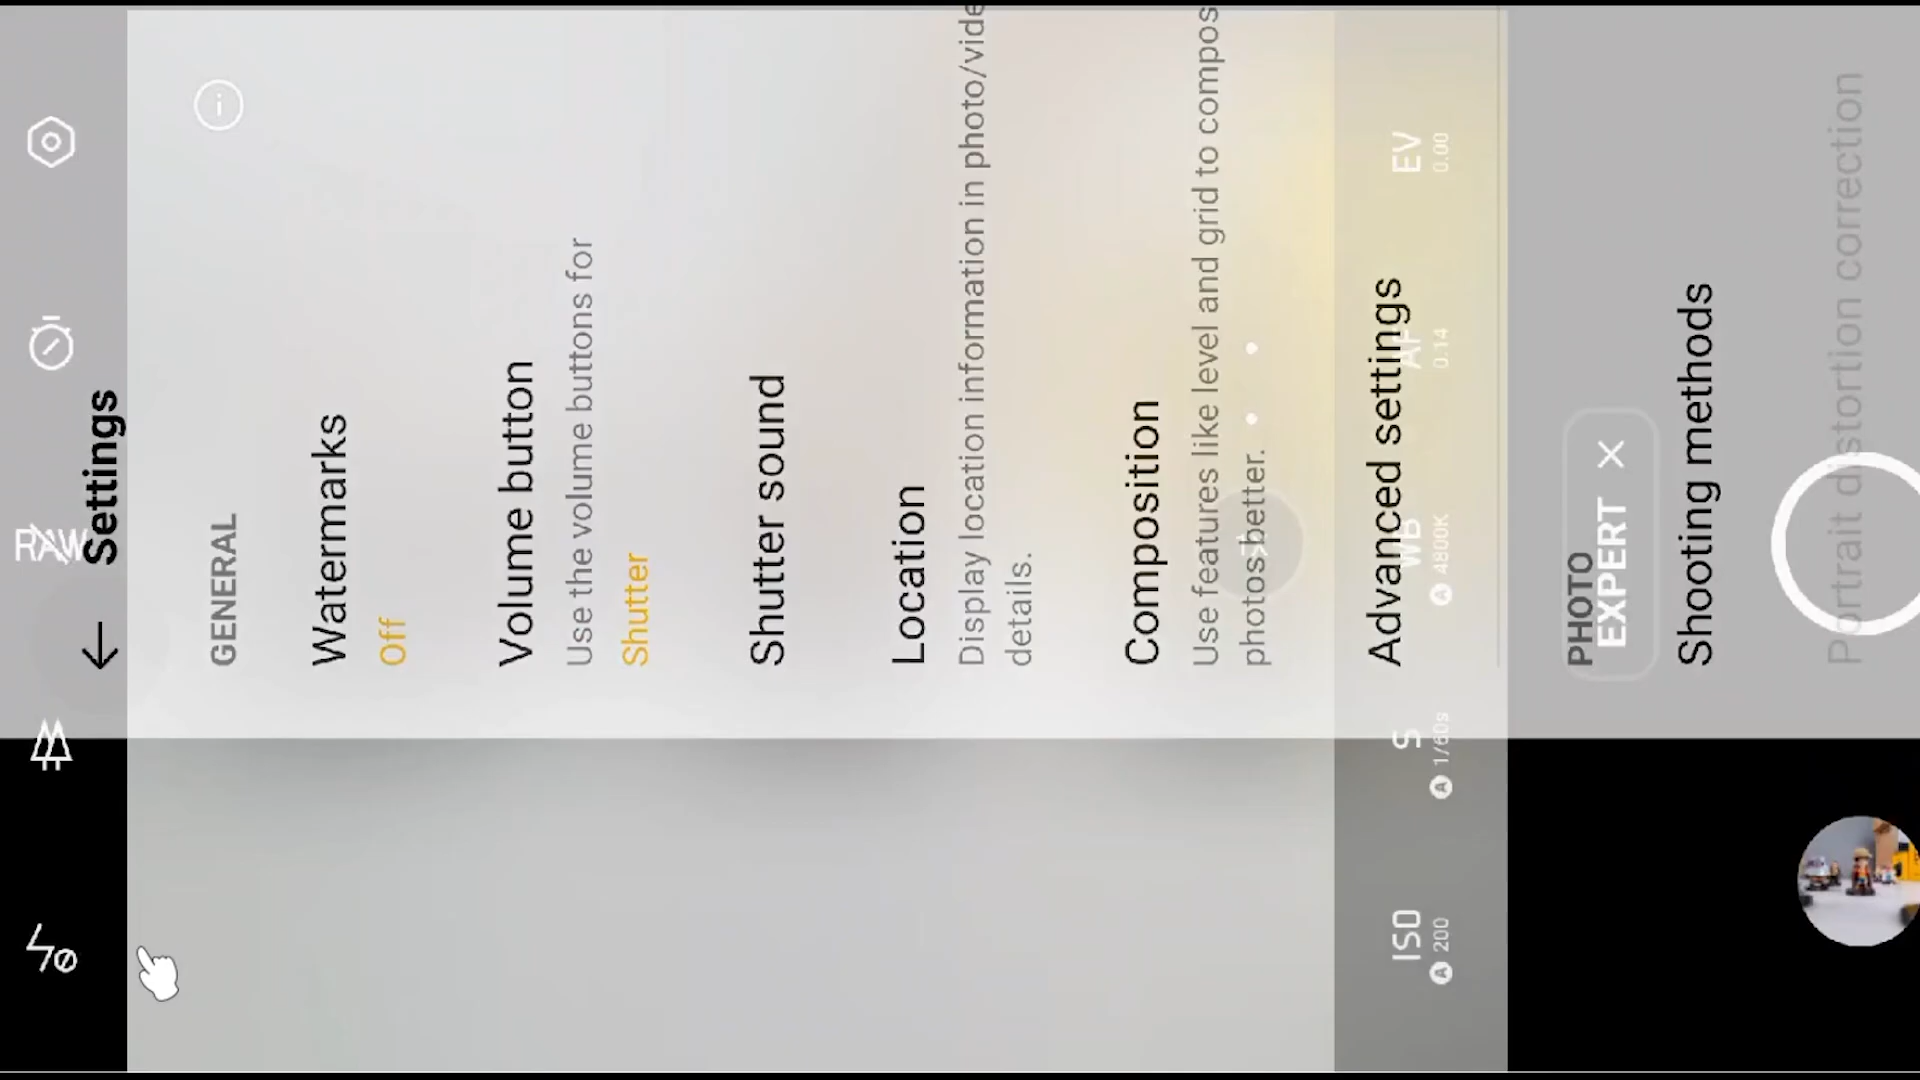 Settings
GENERAL
Watermarks
Off
Volume button
Use the volume buttons for
Shutter
Shutter sound
Location
Display location information in photo/vide
details.
Composition
Use features like level and grid to compos
photos better.
Advanced settings
PHOTO
Shooting methods
Portrait distortion correction
RAW
ISO
A 200
S
A 1/60s
WB
A 4800K
AF
0.14
EV
0.00
EXPERT